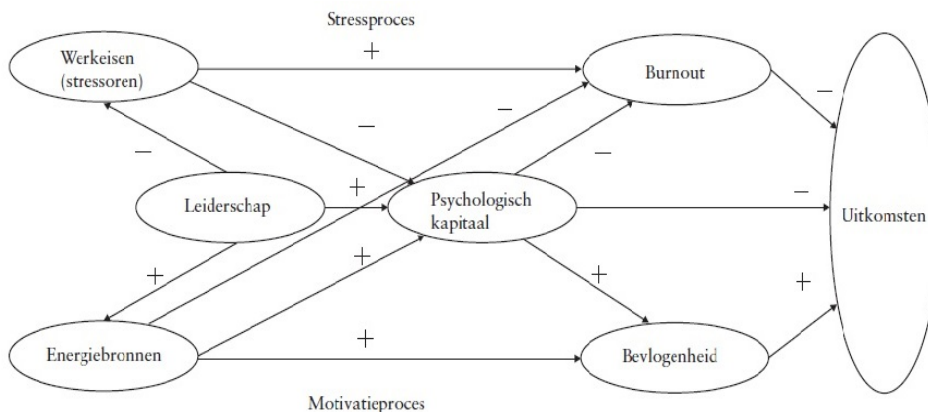 Stressproces
+
Werkeisen
(stressoren)
Burnout
–
–
–
–
–
+
Leiderschap
Psychologisch
kapitaal
–
Uitkomsten
+
+
+
+
Energiebronnen
+
Bevlogenheid
Motivatieproces